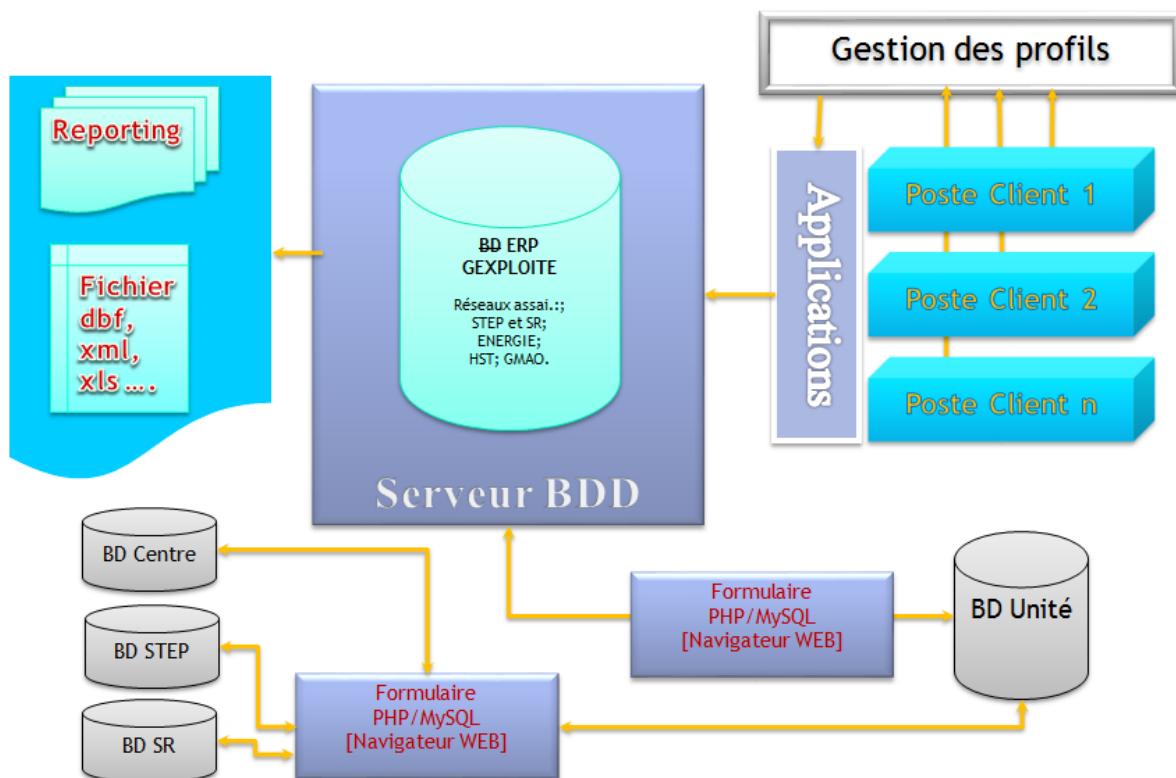 Gestion des profils
Reporting
Fichier
dbf,
xml,
xls ....
BD ERP
GEXPLOITE
Réseaux assai.:;
STEP et SR;
ENERGIE;
HST; GMAO.
Serveur BDD
Applications
Poste Client 1
Poste Client 2
Poste Client n
BD Centre
BD STEP
BD SR
Formulaire
PHP/MySQL
[Navigateur WEB]
Formulaire
PHP/MySQL
[Navigateur WEB]
BD Unité